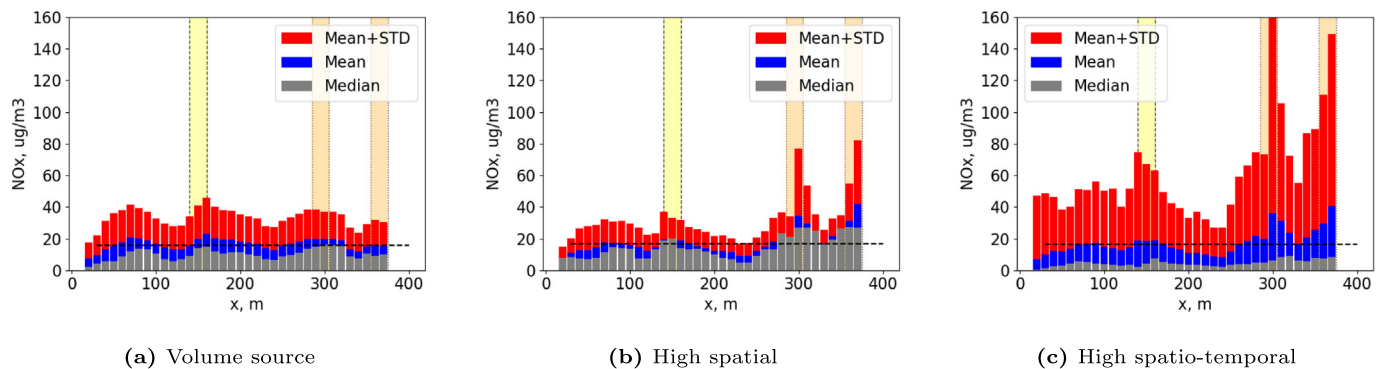 160
140
120
100
80
60
40
20
0
NOx, ug/m3
Mean+STD
Mean
Median
0 100 200 300 400
x, m
(a) Volume source
160
140
120
100
80
60
40
20
0
NOx, ug/m3
Mean+STD
Mean
Median
0 100 200 300 400
x, m
(b) High spatial
160
140
120
100
80
60
40
20
0
NOx, ug/m3
Mean+STD
Mean
Median
0 100 200 300 400
x, m
(c) High spatio-temporal